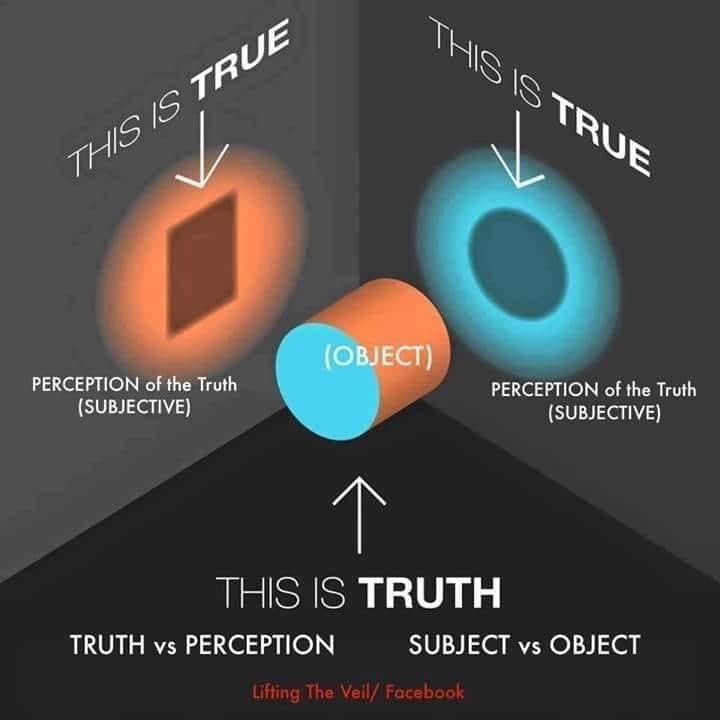 THIS IS TRUE
THIS IS TRUE
PERCEPTION of the Truth
(SUBJECTIVE)
(OBJECT)
PERCEPTION of the Truth
(SUBJECTIVE)
THIS IS TRUTH
TRUTH vs PERCEPTION
SUBJECT vs OBJECT
Lifting The Veil/ Facebook